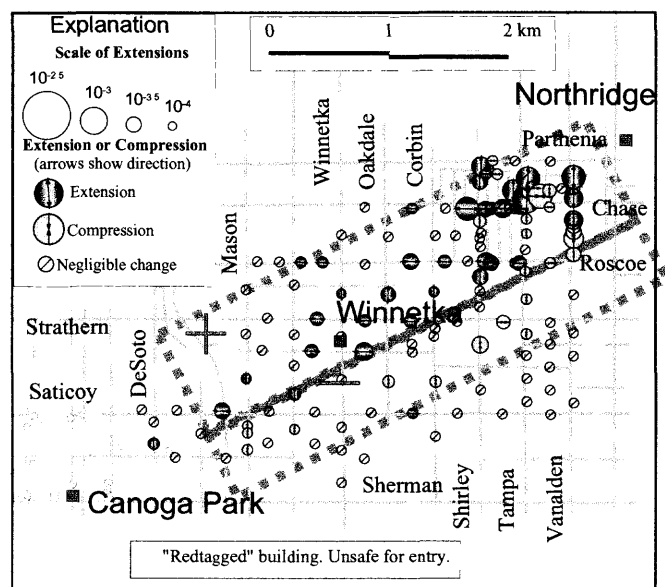 Explanation
Scale of Extensions
10-2.5
10-3
10-3.5
10-4
Extension or Compression
(arrows show direction)
Extension
Compression
Negligible change
0 1 2 km
Northridge
Parthenia
Winnetka
Oakdale
Corbin
Mason
Chase
Roscoe
Winnetka
Strathern
DeSoto
Saticoy
Canoga Park
Sherman
Shirley
Tampa
Vanalden
"Redtagged" building. Unsafe for entry.